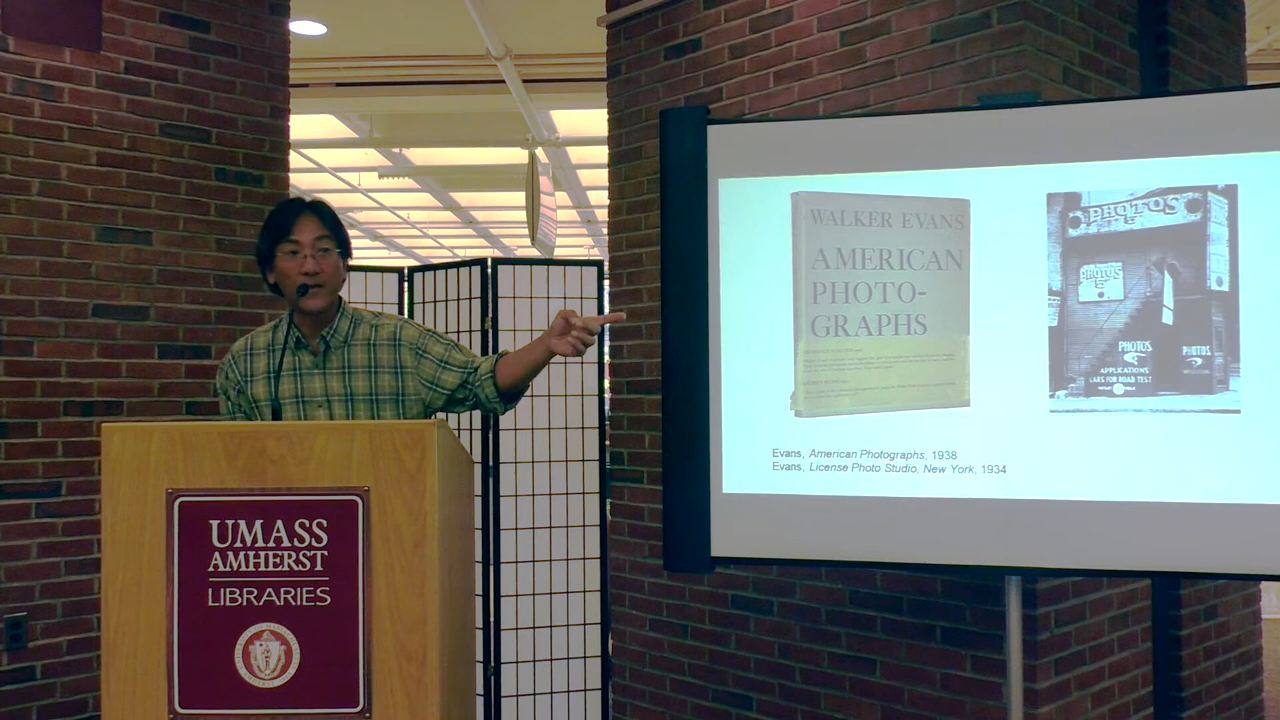 UMASS
AMHERST
LIBRARIES
WALKER EVANS
AMERICAN
PHOTO-
GRAPHS
PHOTOS
PHOTOS
PHOTOS
PHOTOS
APPLICATIONS
CARS FOR ROAD TEST
Evans, American Photographs, 1938
Evans, License Photo Studio, New York, 1934